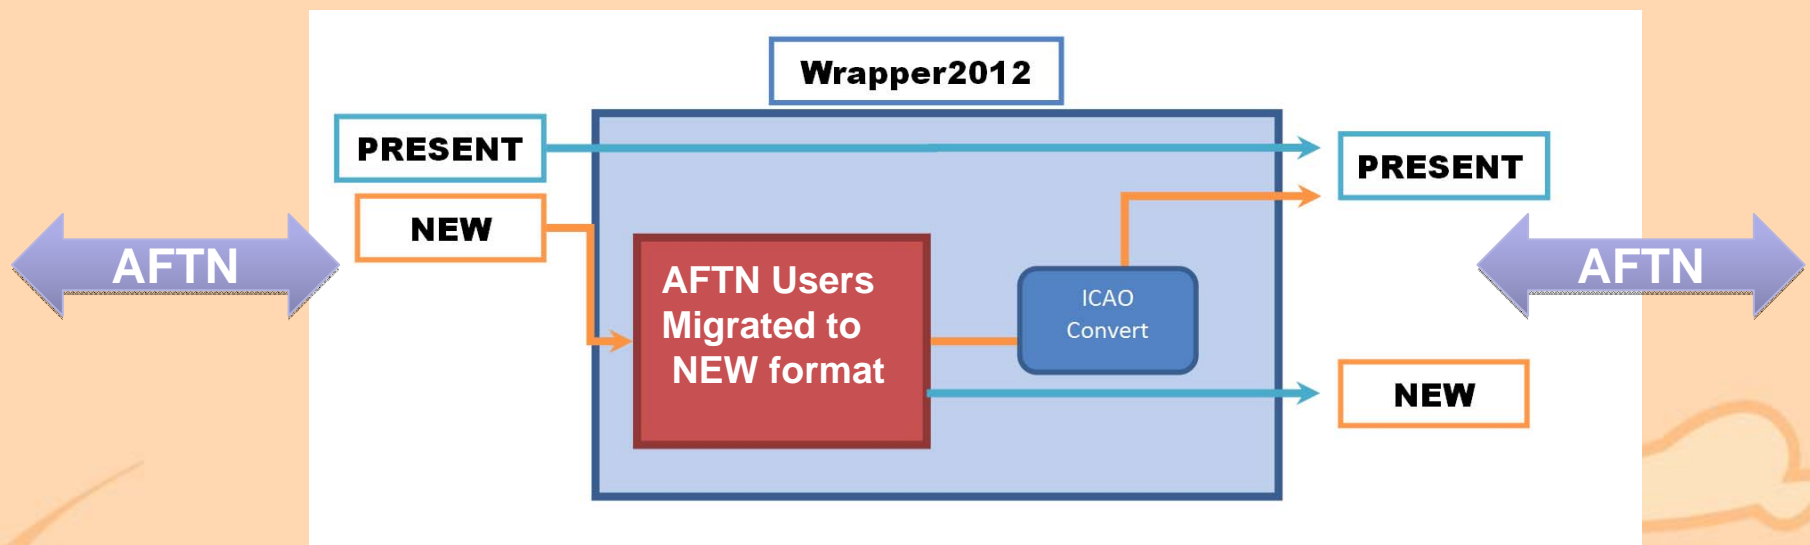 Wrapper2012
PRESENT
PRESENT
NEW
AFTN
AFTN Users
Migrated to
NEW format
ICAO
Convert
AFTN
NEW